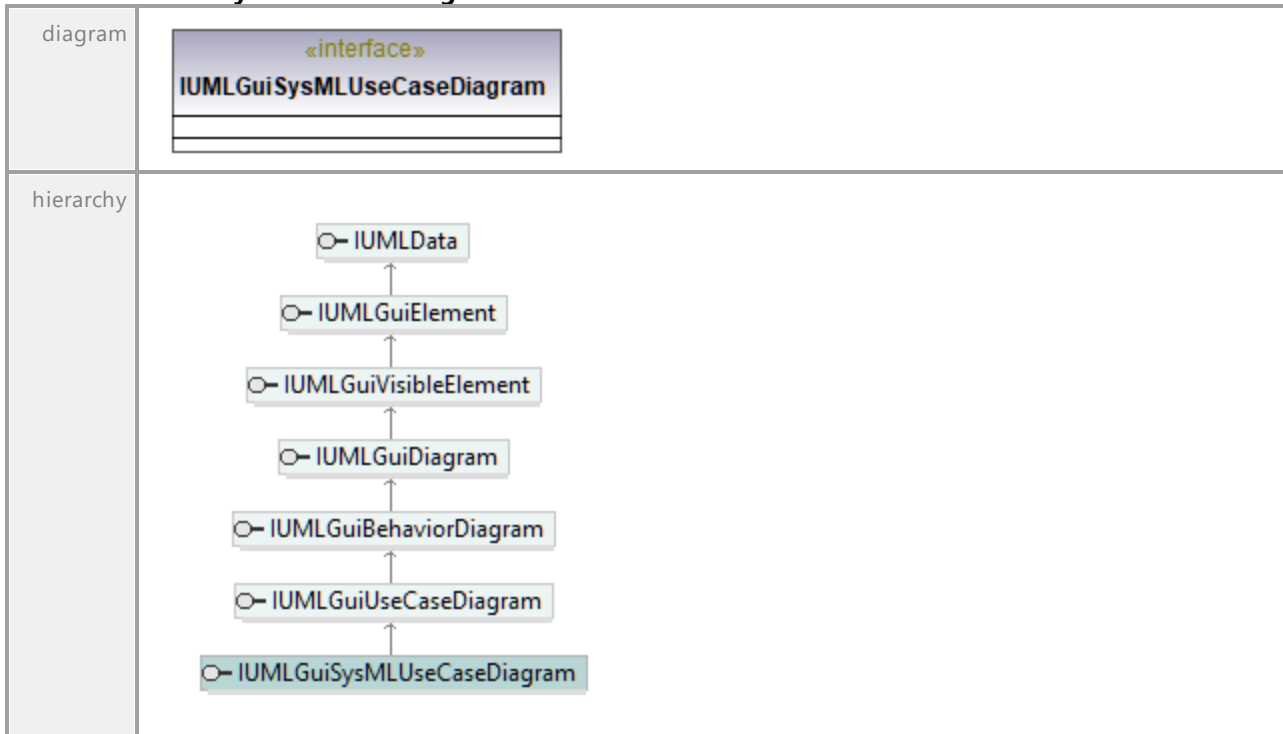 diagram
«interface»
IUMLGuiSysMLUseCaseDiagram
hierarchy
IUMLData
IUMLGuiElement
IUMLGuiVisibleElement
IUMLGuiDiagram
IUMLGuiBehaviorDiagram
IUMLGuiUseCaseDiagram
IUMLGuiSysMLUseCaseDiagram